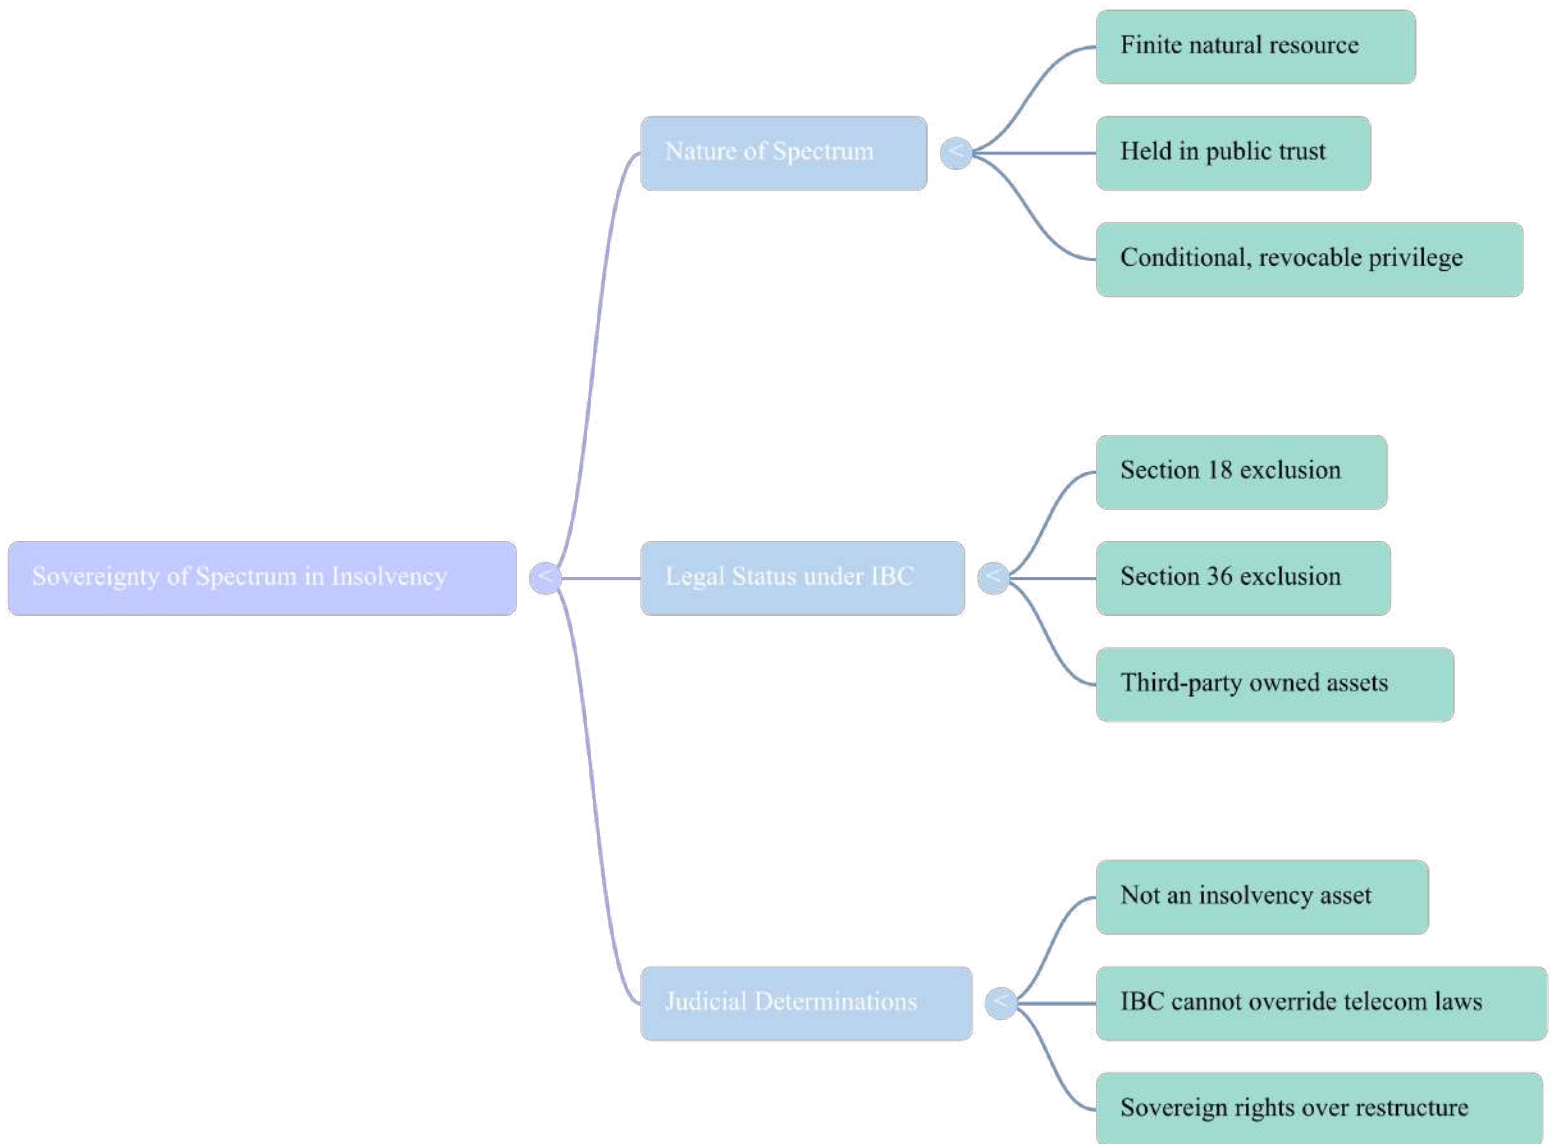 Sovereignty of Spectrum in Insolvency
<
Nature of Spectrum
<
Finite natural resource
Held in public trust
Conditional, revocable privilege
Legal Status under IBC
<
Section 18 exclusion
Section 36 exclusion
Third-party owned assets
Judicial Determinations
<
Not an insolvency asset
IBC cannot override telecom laws
Sovereign rights over restructure